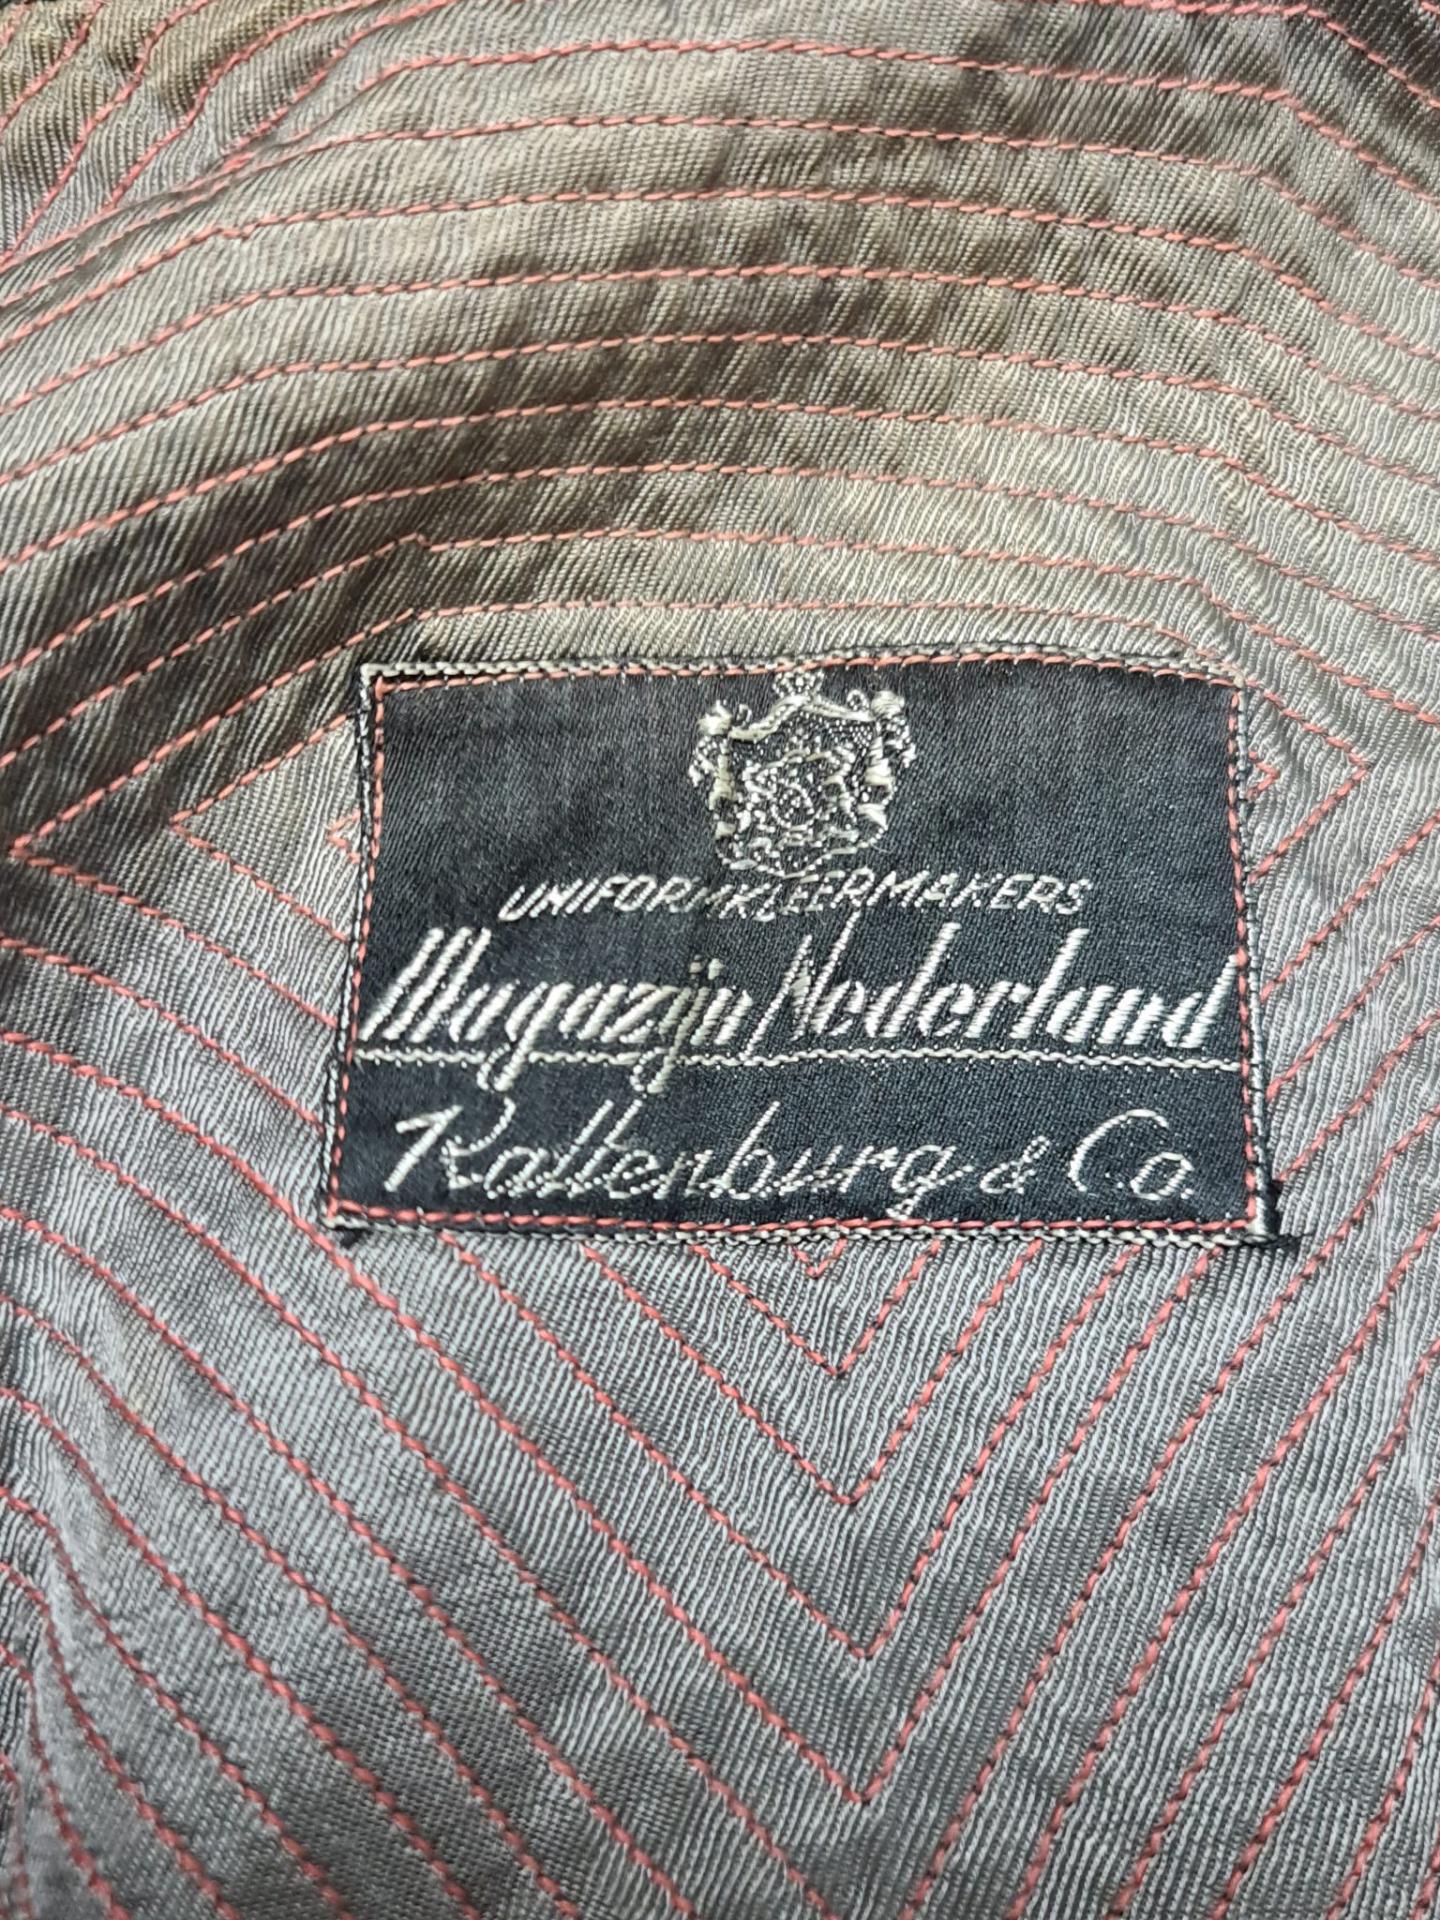 UNIFORMKLEERMAKERS
Magazijn Nederland
Kattenburg & Co.